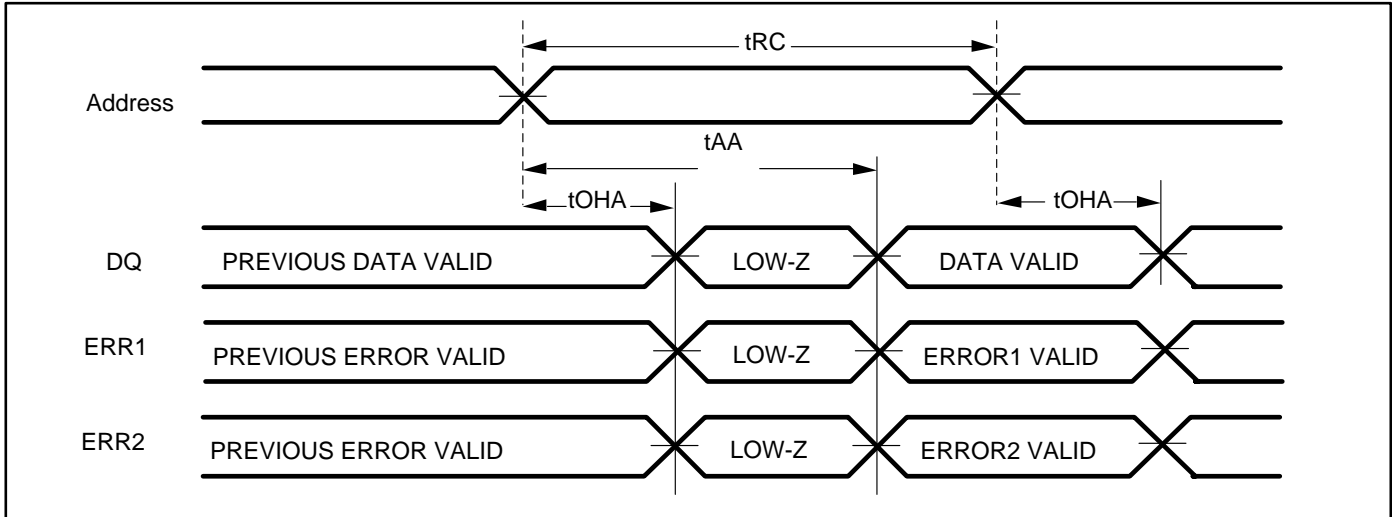 tRC
Address
tAA
tOHA
tOHA
DQ
PREVIOUS DATA VALID
LOW-Z
DATA VALID
ERR1
PREVIOUS ERROR VALID
LOW-Z
ERROR1 VALID
ERR2
PREVIOUS ERROR VALID
LOW-Z
ERROR2 VALID